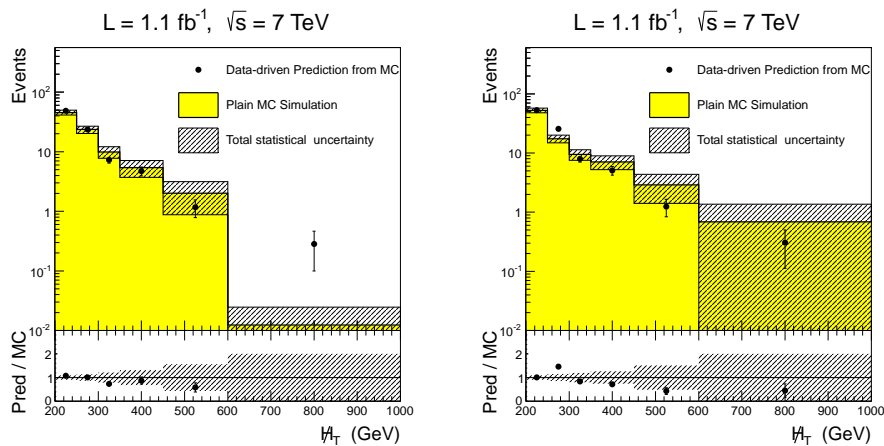 L = 1.1 fb⁻¹, √s = 7 TeV
Events
10²
10
1
10⁻¹
10⁻²
Data-driven Prediction from MC
Plain MC Simulation
Total statistical uncertainty
Pred / MC
2
1
0
200 300 400 500 600 700 800 900 1000
H̸_T (GeV)
L = 1.1 fb⁻¹, √s = 7 TeV
Events
10²
10
1
10⁻¹
10⁻²
Data-driven Prediction from MC
Plain MC Simulation
Total statistical uncertainty
Pred / MC
2
1
0
200 300 400 500 600 700 800 900 1000
H̸_T (GeV)